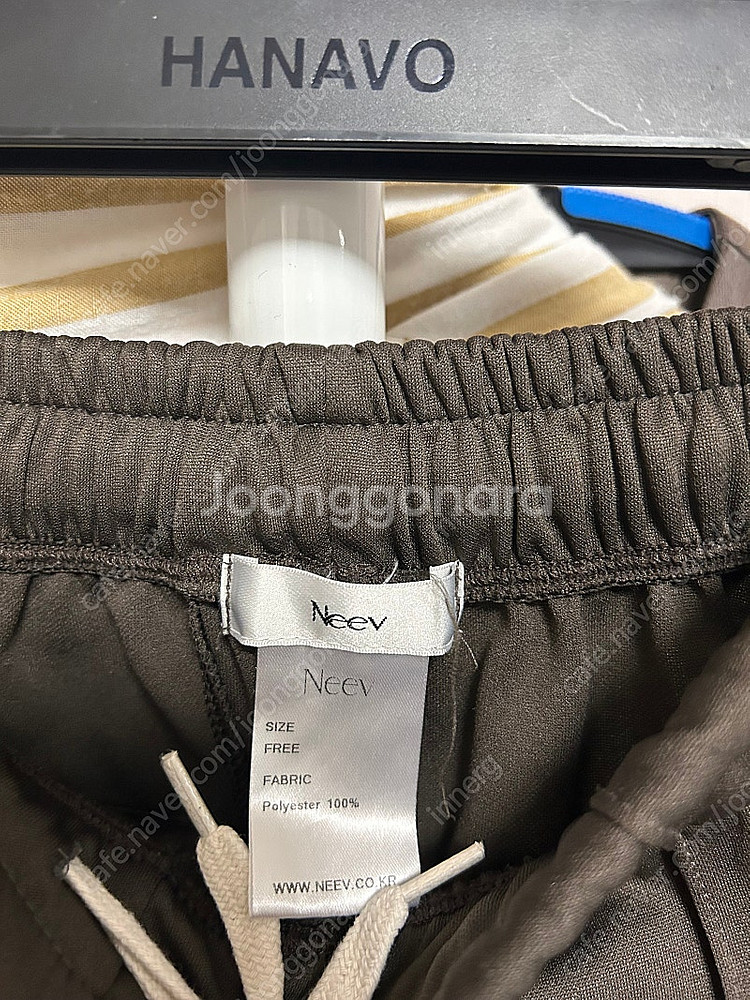 HANAVO
Joonggonara
Neev
Neev
SIZE
FREE
FABRIC
Polyester 100%
WWW.NEEV.CO.KR